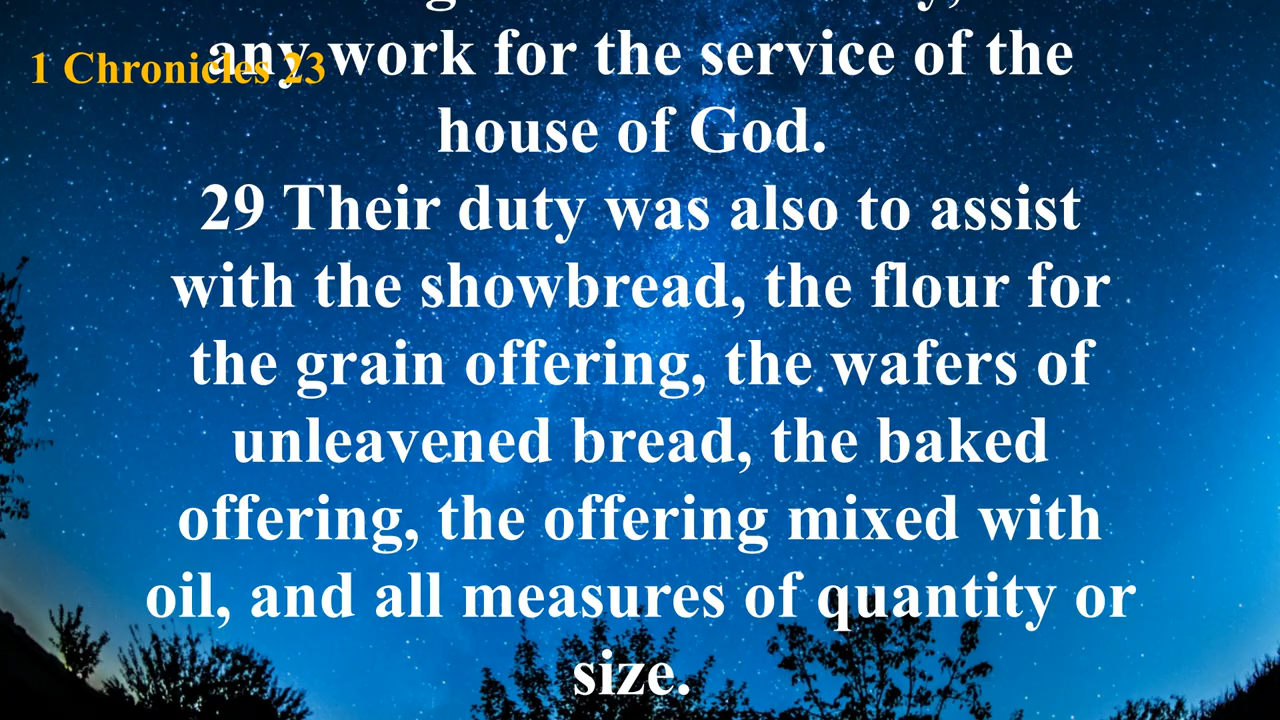 1 Chronicles 23
any work for the service of the
house of God.
29 Their duty was also to assist
with the showbread, the flour for
the grain offering, the wafers of
unleavened bread, the baked
offering, the offering mixed with
oil, and all measures of quantity or
size.